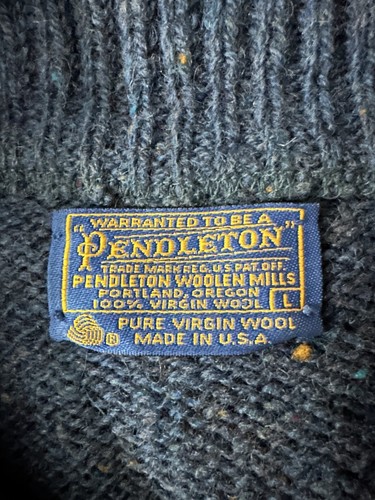 WARRANTED TO BE A
"PENDLETON"
TRADE MARK REG. U.S. PAT. OFF.
PENDLETON WOOLEN MILLS
PORTLAND, OREGON
100% VIRGIN WOOL L
® PURE VIRGIN WOOL
MADE IN U.S.A.